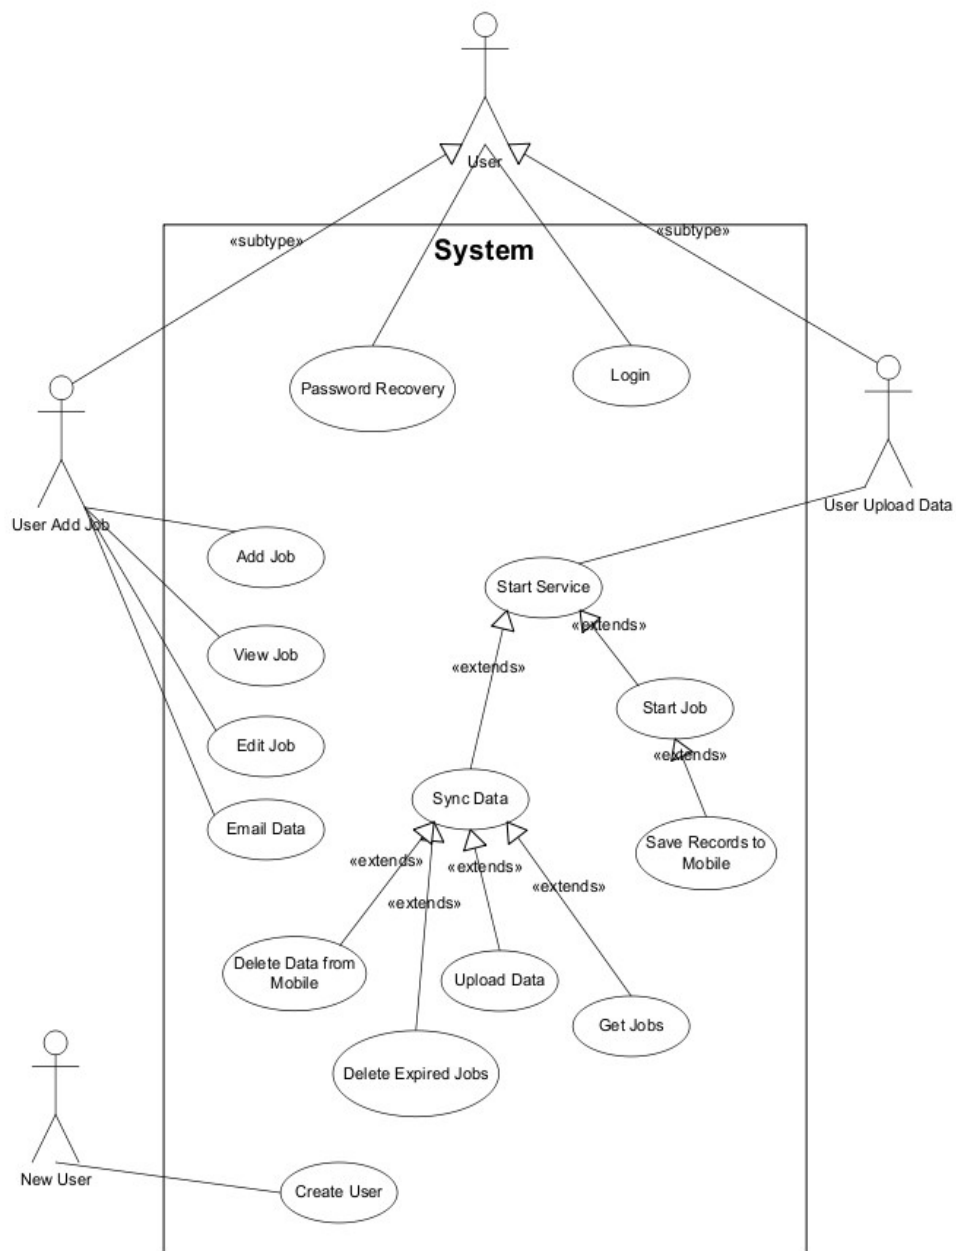 User
«subtype»
«subtype»
System
Password Recovery
Login
User Add Job
User Upload Data
Add Job
Start Service
«extends»
View Job
«extends»
Start Job
Edit Job
«extends»
Sync Data
Email Data
Save Records to
Mobile
«extends»
«extends»
«extends»
«extends»
Delete Data from
Mobile
Upload Data
Get Jobs
Delete Expired Jobs
New User
Create User